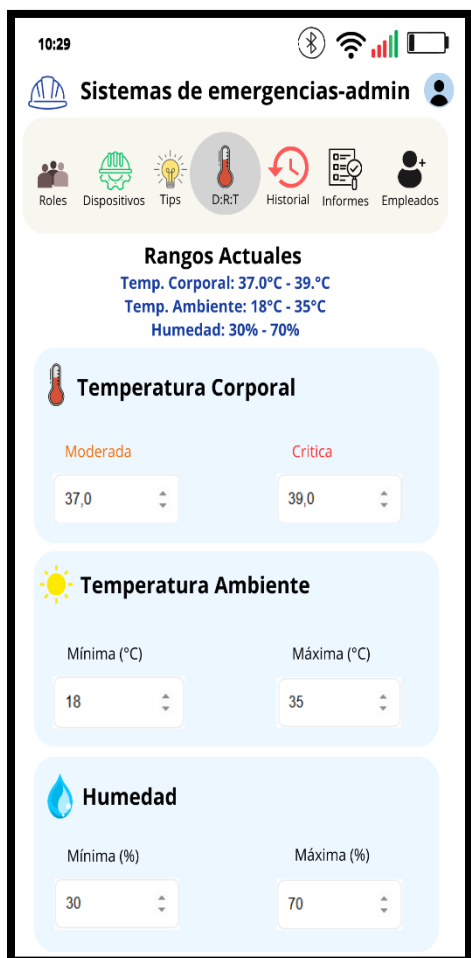 10:29
Sistemas de emergencias-admin
Roles Dispositivos Tips D:R:T Historial Informes Empleados
Rangos Actuales
Temp. Corporal: 37.0°C - 39.°C
Temp. Ambiente: 18°C - 35°C
Humedad: 30% - 70%
Temperatura Corporal
Moderada Critica
37,0 39,0
Temperatura Ambiente
Mínima (°C) Máxima (°C)
18 35
Humedad
Mínima (%) Máxima (%)
30 70